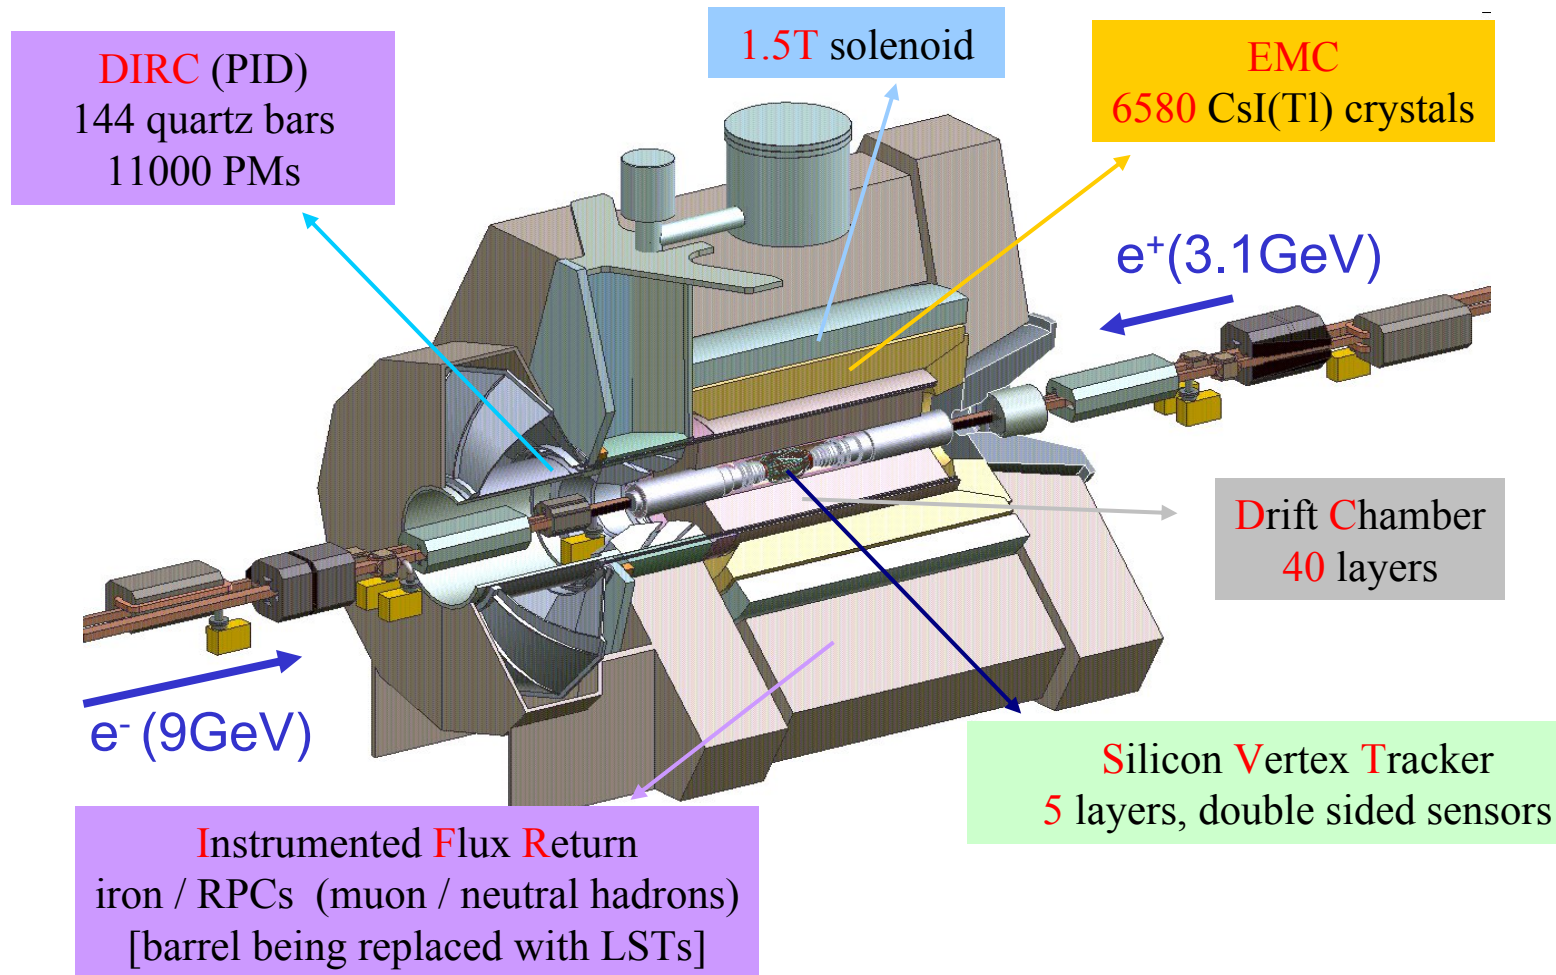 DIRC (PID)
144 quartz bars
11000 PMs
1.5T solenoid
EMC
6580 CsI(Tl) crystals
e⁺(3.1GeV)
Drift Chamber
40 layers
e⁻ (9GeV)
Silicon Vertex Tracker
5 layers, double sided sensors
Instrumented Flux Return
iron / RPCs (muon / neutral hadrons)
[barrel being replaced with LSTs]